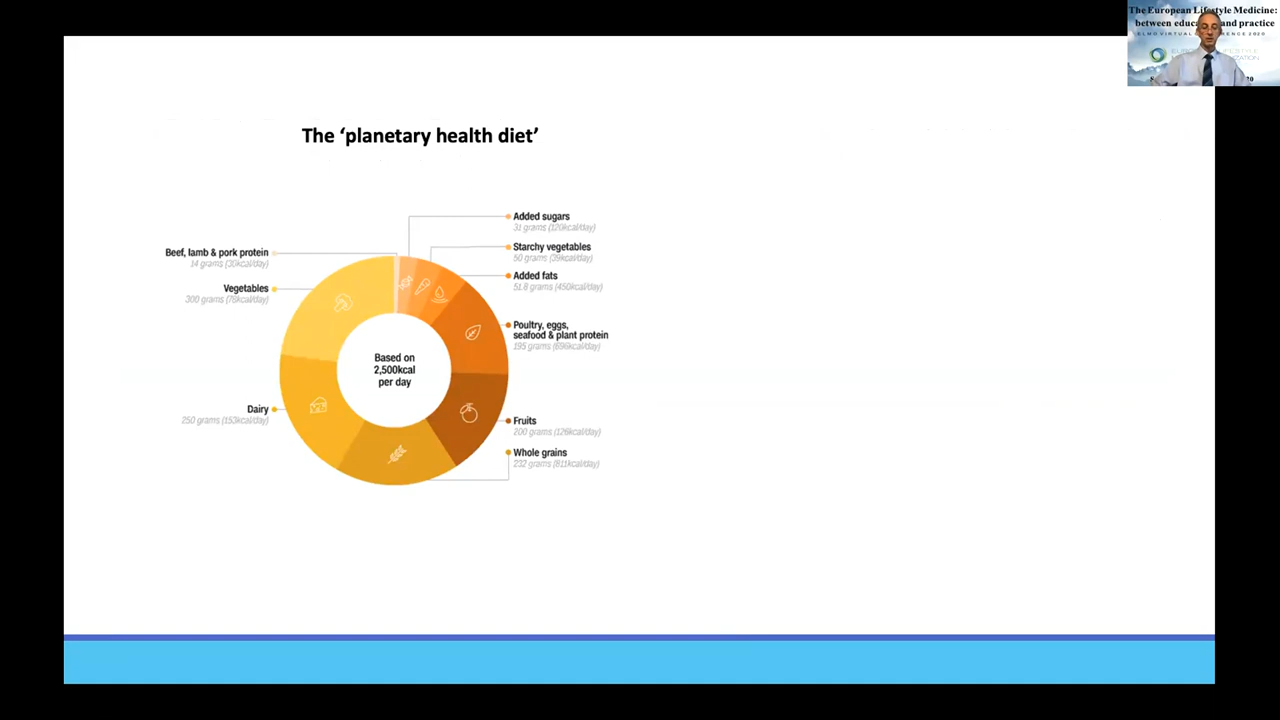 The European Lifestyle Medicine:
between education and practice
ELMO VIRTUAL CONFERENCE 2020
The ‘planetary health diet’
Added sugars
31 grams (120kcal/day)
Beef, lamb & pork protein
14 grams (30kcal/day)
Starchy vegetables
50 grams (39kcal/day)
Added fats
51.8 grams (450kcal/day)
Vegetables
300 grams (78kcal/day)
Poultry, eggs,
seafood & plant protein
195 grams (696kcal/day)
Based on
2,500kcal
per day
Dairy
250 grams (153kcal/day)
Fruits
200 grams (126kcal/day)
Whole grains
232 grams (811kcal/day)